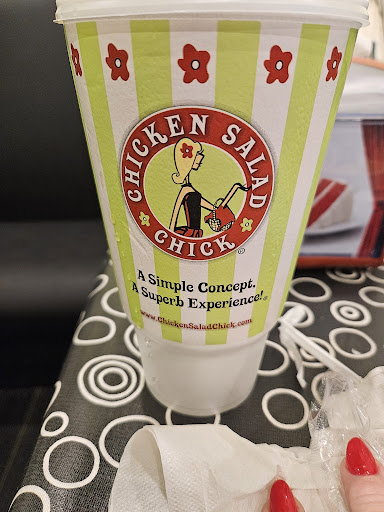 CHICKEN SALAD
CHICK
®
A Simple Concept.
A Superb Experience!®
www.ChickenSaladChick.com